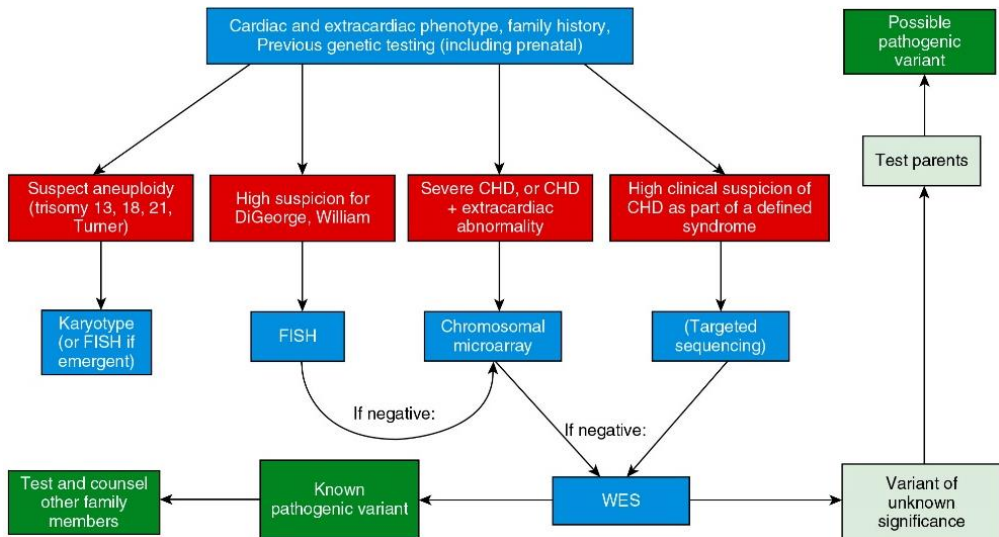 Cardiac and extracardiac phenotype, family history,
Previous genetic testing (including prenatal)
Possible
pathogenic
variant
Test parents
Suspect aneuploidy
(trisomy 13, 18, 21,
Turner)
High suspicion for
DiGeorge, William
Severe CHD, or CHD
+ extracardiac
abnormality
High clinical suspicion of
CHD as part of a defined
syndrome
Karyotype
(or FISH if
emergent)
FISH
Chromosomal
microarray
(Targeted
sequencing)
If negative:
If negative:
Test and counsel
other family
members
Known
pathogenic variant
WES
Variant of
unknown
significance